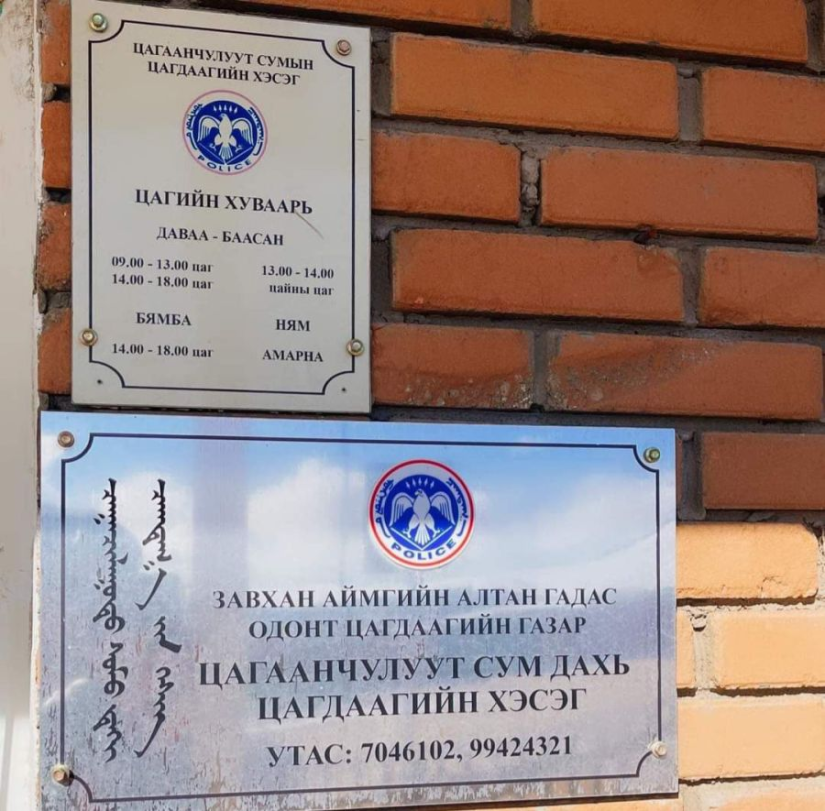 ЦАГААНЧУЛУУТ СУМЫН
ЦАГДААГИЙН ХЭСЭГ
POLICE
ЦАГИЙН ХУВААРЬ
ДАВАА - БААСАН
09.00 - 13.00 цаг
14.00 - 18.00 цаг
13.00 - 14.00
цайны цаг
БЯМБА
14.00 - 18.00 цаг
НЯМ
АМАРНА
POLICE
ЗАВХАН АЙМГИЙН АЛТАН ГАДАС
ОДОНТ ЦАГДААГИЙН ГАЗАР
ЦАГААНЧУЛУУТ СУМ ДАХЬ
ЦАГДААГИЙН ХЭСЭГ
УТАС: 7046102, 99424321